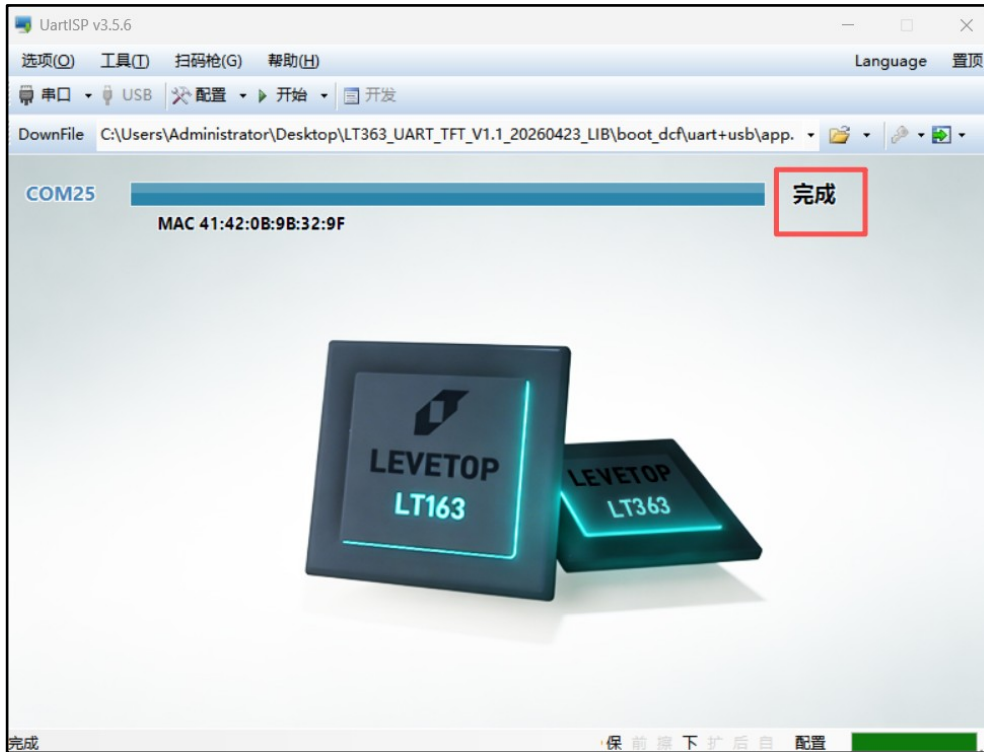 UartISP v3.5.6
选项(O) 工具(T) 扫码枪(G) 帮助(H) Language 置顶
串口 USB 配置 开始 开发
DownFile C:\Users\Administrator\Desktop\LT363_UART_TFT_V1.1_20260423_LIB\boot_dcf\uart+usb\app.
COM25 完成
MAC 41:42:0B:9B:32:9F
LEVETOP
LT163
LEVETOP
LT363
完成 保 前 擦 下 扩 后 自 配置